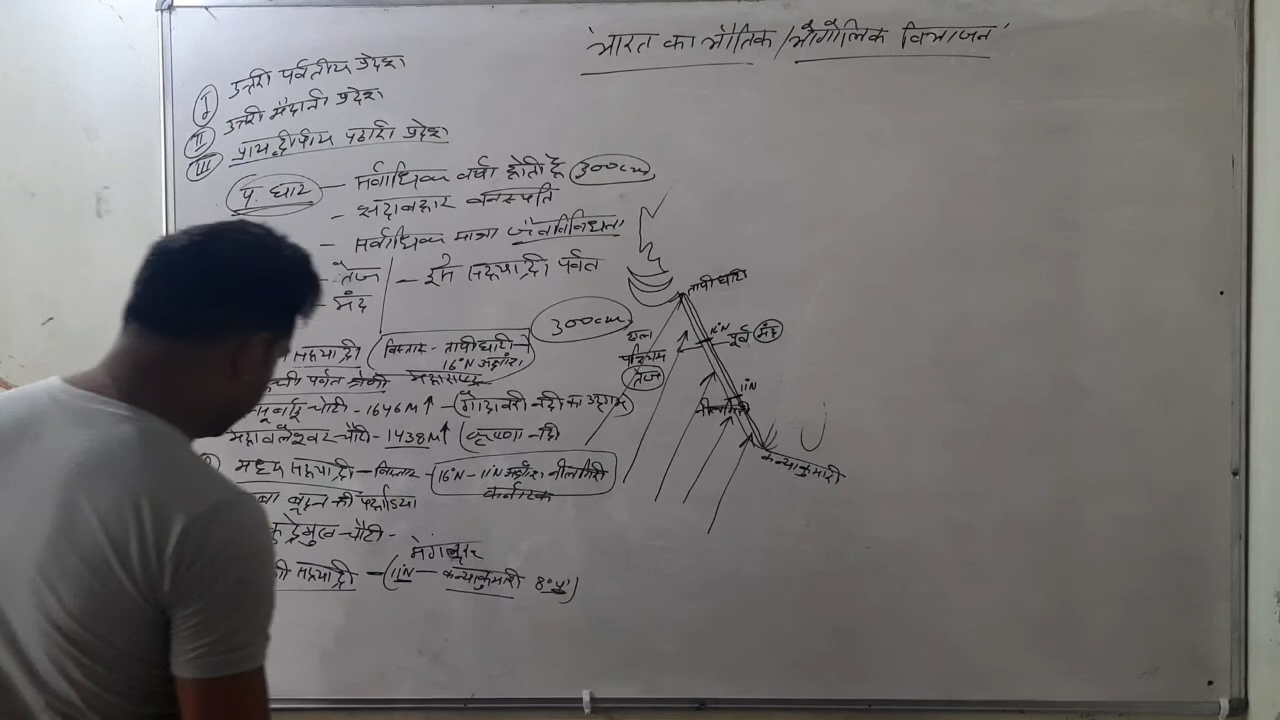 भारत का भौतिक / भौगोलिक विभाजन
I उत्तरी पर्वतीय प्रदेश
II उत्तरी मैदानी प्रदेश
III प्रायद्वीपीय पठारी प्रदेश
प. घाट – सर्वाधिक वर्षा होती है 300cm
- सदाबहार वनस्पति
- सर्वाधिक मात्रा जैवविविधता
- तेज – इसे सह्याद्री पर्वत
- मंद
300cm
सह्याद्री (विस्तार - तापी घाटी –
16°N अक्षांश,
पर्वत
चोटी - 1646M↑ – (गोदावरी नदी का उद्गम)
महाबलेश्वर चोटी - 1438M↑ (कृष्णा नदी
मध्य सह्याद्री – विस्तार – (16°N – 11°N अक्षांश, नीलगिरी
कर्नाटक
की पहाड़िया
चोटी -
सह्याद्री – (11°N – कन्याकुमारी 8°
तापी घाटी
ढाल
पश्चिम
तेज
16°N
पूर्व मंद
11°N
नीलगिरी
कन्याकुमारी